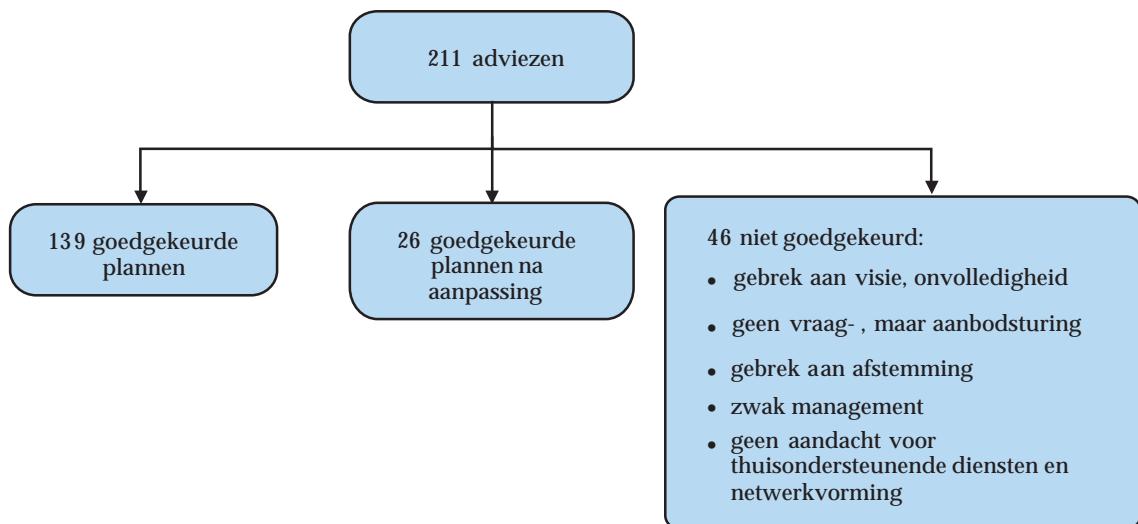 211 adviezen
139 goedgekeurde
plannen
26 goedgekeurde
plannen na
aanpassing
46 niet goedgekeurd:
• gebrek aan visie, onvolledigheid
• geen vraag- , maar aanbodsturing
• gebrek aan afstemming
• zwak management
• geen aandacht voor
thuisondersteunende diensten en
netwerkvorming